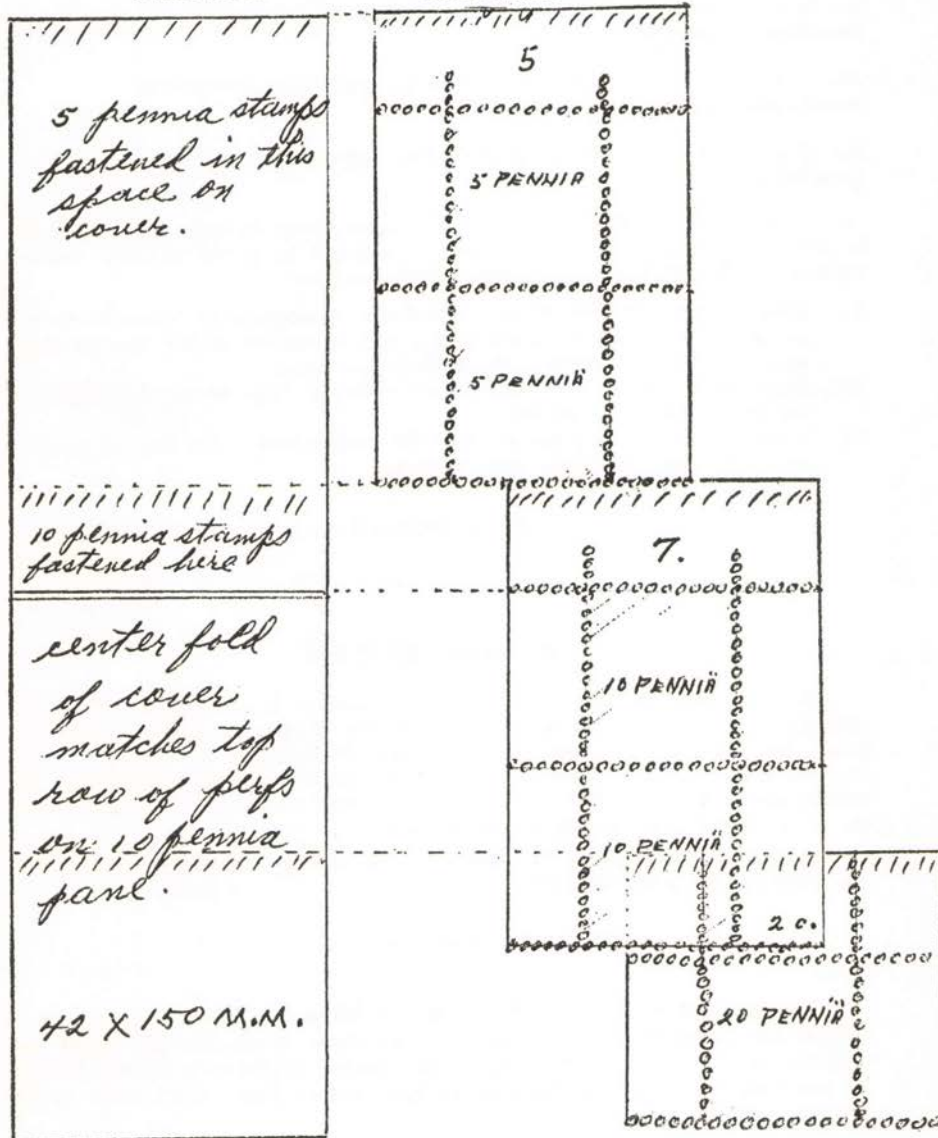 5 pennia stamps
fastened in this
space on
cover.
10 pennia stamps
fastened here
center fold
of cover
matches top
row of perfs
on 10 pennia
pane.
42 X 150 M.M.
5
5 PENNIA
5 PENNIÄ
7.
10 PENNIÄ
10 PENNIÄ
2 c.
20 PENNIÄ